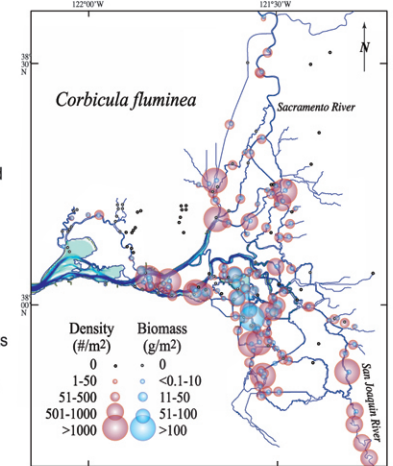 122°00'W 121°30'W
38°
30'
N
N
Corbicula fluminea
Sacramento River
d
38°
00'
N
Density Biomass
(#/m2) (g/m2)
0 0
1-50 <0.1-10
51-500 11-50
501-1000 51-100
>1000 >100
s
San Joaquin River